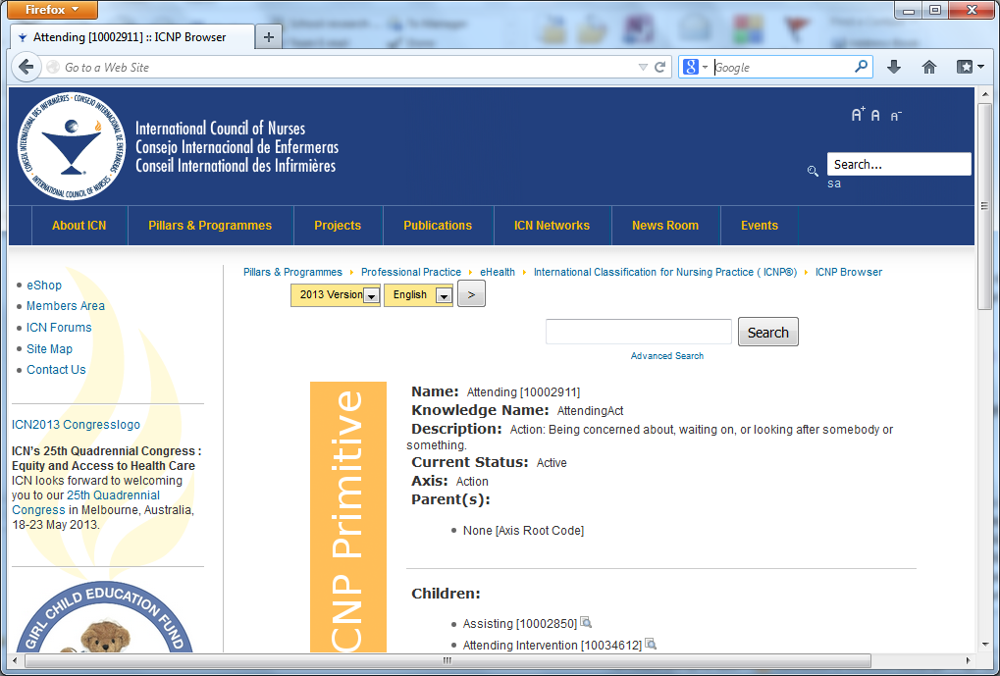 Firefox
Attending [10002911] :: ICNP Browser
Go to a Web Site
Google
CONSEIL INTERNATIONAL DES INFIRMIÈRES · CONSEJO INTERNACIONAL DE ENFERMERAS · INTERNATIONAL COUNCIL OF NURSES ·
International Council of Nurses
Consejo Internacional de Enfermeras
Conseil International des Infirmières
A+ A A-
Search...
sa
About ICN
Pillars & Programmes
Projects
Publications
ICN Networks
News Room
Events
Pillars & Programmes Professional Practice eHealth International Classification for Nursing Practice ( ICNP®) ICNP Browser
2013 Version English >
Search
Advanced Search
eShop
Members Area
ICN Forums
Site Map
Contact Us
ICN2013 Congresslogo
ICN's 25th Quadrennial Congress :
Equity and Access to Health Care
ICN looks forward to welcoming
you to our 25th Quadrennial
Congress in Melbourne, Australia,
18-23 May 2013.
GIRL CHILD EDUCATION FUND
CNP Primitive
Name: Attending [10002911]
Knowledge Name: AttendingAct
Description: Action: Being concerned about, waiting on, or looking after somebody or
something.
Current Status: Active
Axis: Action
Parent(s):
None [Axis Root Code]
Children:
Assisting [10002850]
Attending Intervention [10034612]